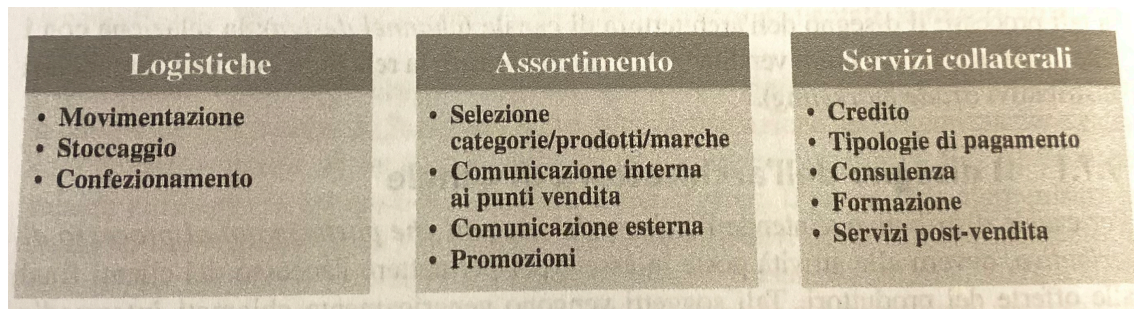 Logistiche
• Movimentazione
• Stoccaggio
• Confezionamento
Assortimento
• Selezione
categorie/prodotti/marche
• Comunicazione interna
ai punti vendita
• Comunicazione esterna
• Promozioni
Servizi collaterali
• Credito
• Tipologie di pagamento
• Consulenza
• Formazione
• Servizi post-vendita